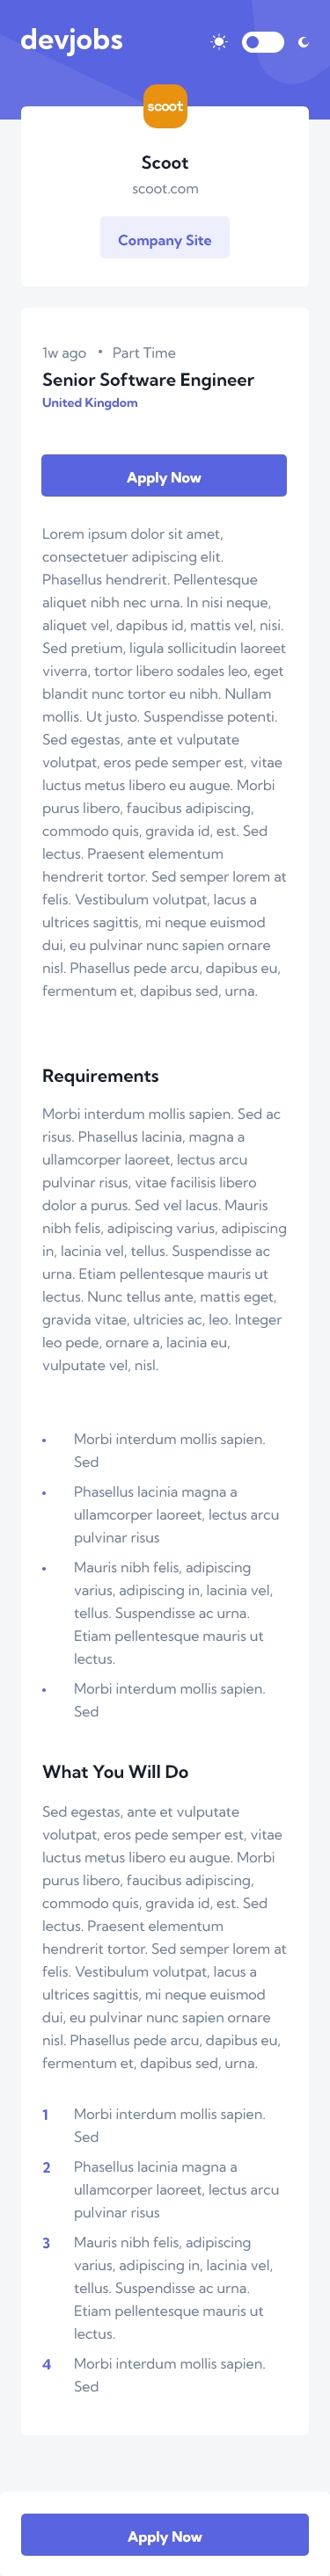 devjobs
scoot
Scoot
scoot.com
Company Site
1w ago • Part Time
Senior Software Engineer
United Kingdom
Apply Now
Lorem ipsum dolor sit amet,
consectetuer adipiscing elit.
Phasellus hendrerit. Pellentesque
aliquet nibh nec urna. In nisi neque,
aliquet vel, dapibus id, mattis vel, nisi.
Sed pretium, ligula sollicitudin laoreet
viverra, tortor libero sodales leo, eget
blandit nunc tortor eu nibh. Nullam
mollis. Ut justo. Suspendisse potenti.
Sed egestas, ante et vulputate
volutpat, eros pede semper est, vitae
luctus metus libero eu augue. Morbi
purus libero, faucibus adipiscing,
commodo quis, gravida id, est. Sed
lectus. Praesent elementum
hendrerit tortor. Sed semper lorem at
felis. Vestibulum volutpat, lacus a
ultrices sagittis, mi neque euismod
dui, eu pulvinar nunc sapien ornare
nisl. Phasellus pede arcu, dapibus eu,
fermentum et, dapibus sed, urna.
Requirements
Morbi interdum mollis sapien. Sed ac
risus. Phasellus lacinia, magna a
ullamcorper laoreet, lectus arcu
pulvinar risus, vitae facilisis libero
dolor a purus. Sed vel lacus. Mauris
nibh felis, adipiscing varius, adipiscing
in, lacinia vel, tellus. Suspendisse ac
urna. Etiam pellentesque mauris ut
lectus. Nunc tellus ante, mattis eget,
gravida vitae, ultricies ac, leo. Integer
leo pede, ornare a, lacinia eu,
vulputate vel, nisl.
• Morbi interdum mollis sapien.
Sed
• Phasellus lacinia magna a
ullamcorper laoreet, lectus arcu
pulvinar risus
• Mauris nibh felis, adipiscing
varius, adipiscing in, lacinia vel,
tellus. Suspendisse ac urna.
Etiam pellentesque mauris ut
lectus.
• Morbi interdum mollis sapien.
Sed
What You Will Do
Sed egestas, ante et vulputate
volutpat, eros pede semper est, vitae
luctus metus libero eu augue. Morbi
purus libero, faucibus adipiscing,
commodo quis, gravida id, est. Sed
lectus. Praesent elementum
hendrerit tortor. Sed semper lorem at
felis. Vestibulum volutpat, lacus a
ultrices sagittis, mi neque euismod
dui, eu pulvinar nunc sapien ornare
nisl. Phasellus pede arcu, dapibus eu,
fermentum et, dapibus sed, urna.
1 Morbi interdum mollis sapien.
Sed
2 Phasellus lacinia magna a
ullamcorper laoreet, lectus arcu
pulvinar risus
3 Mauris nibh felis, adipiscing
varius, adipiscing in, lacinia vel,
tellus. Suspendisse ac urna.
Etiam pellentesque mauris ut
lectus.
4 Morbi interdum mollis sapien.
Sed
Apply Now